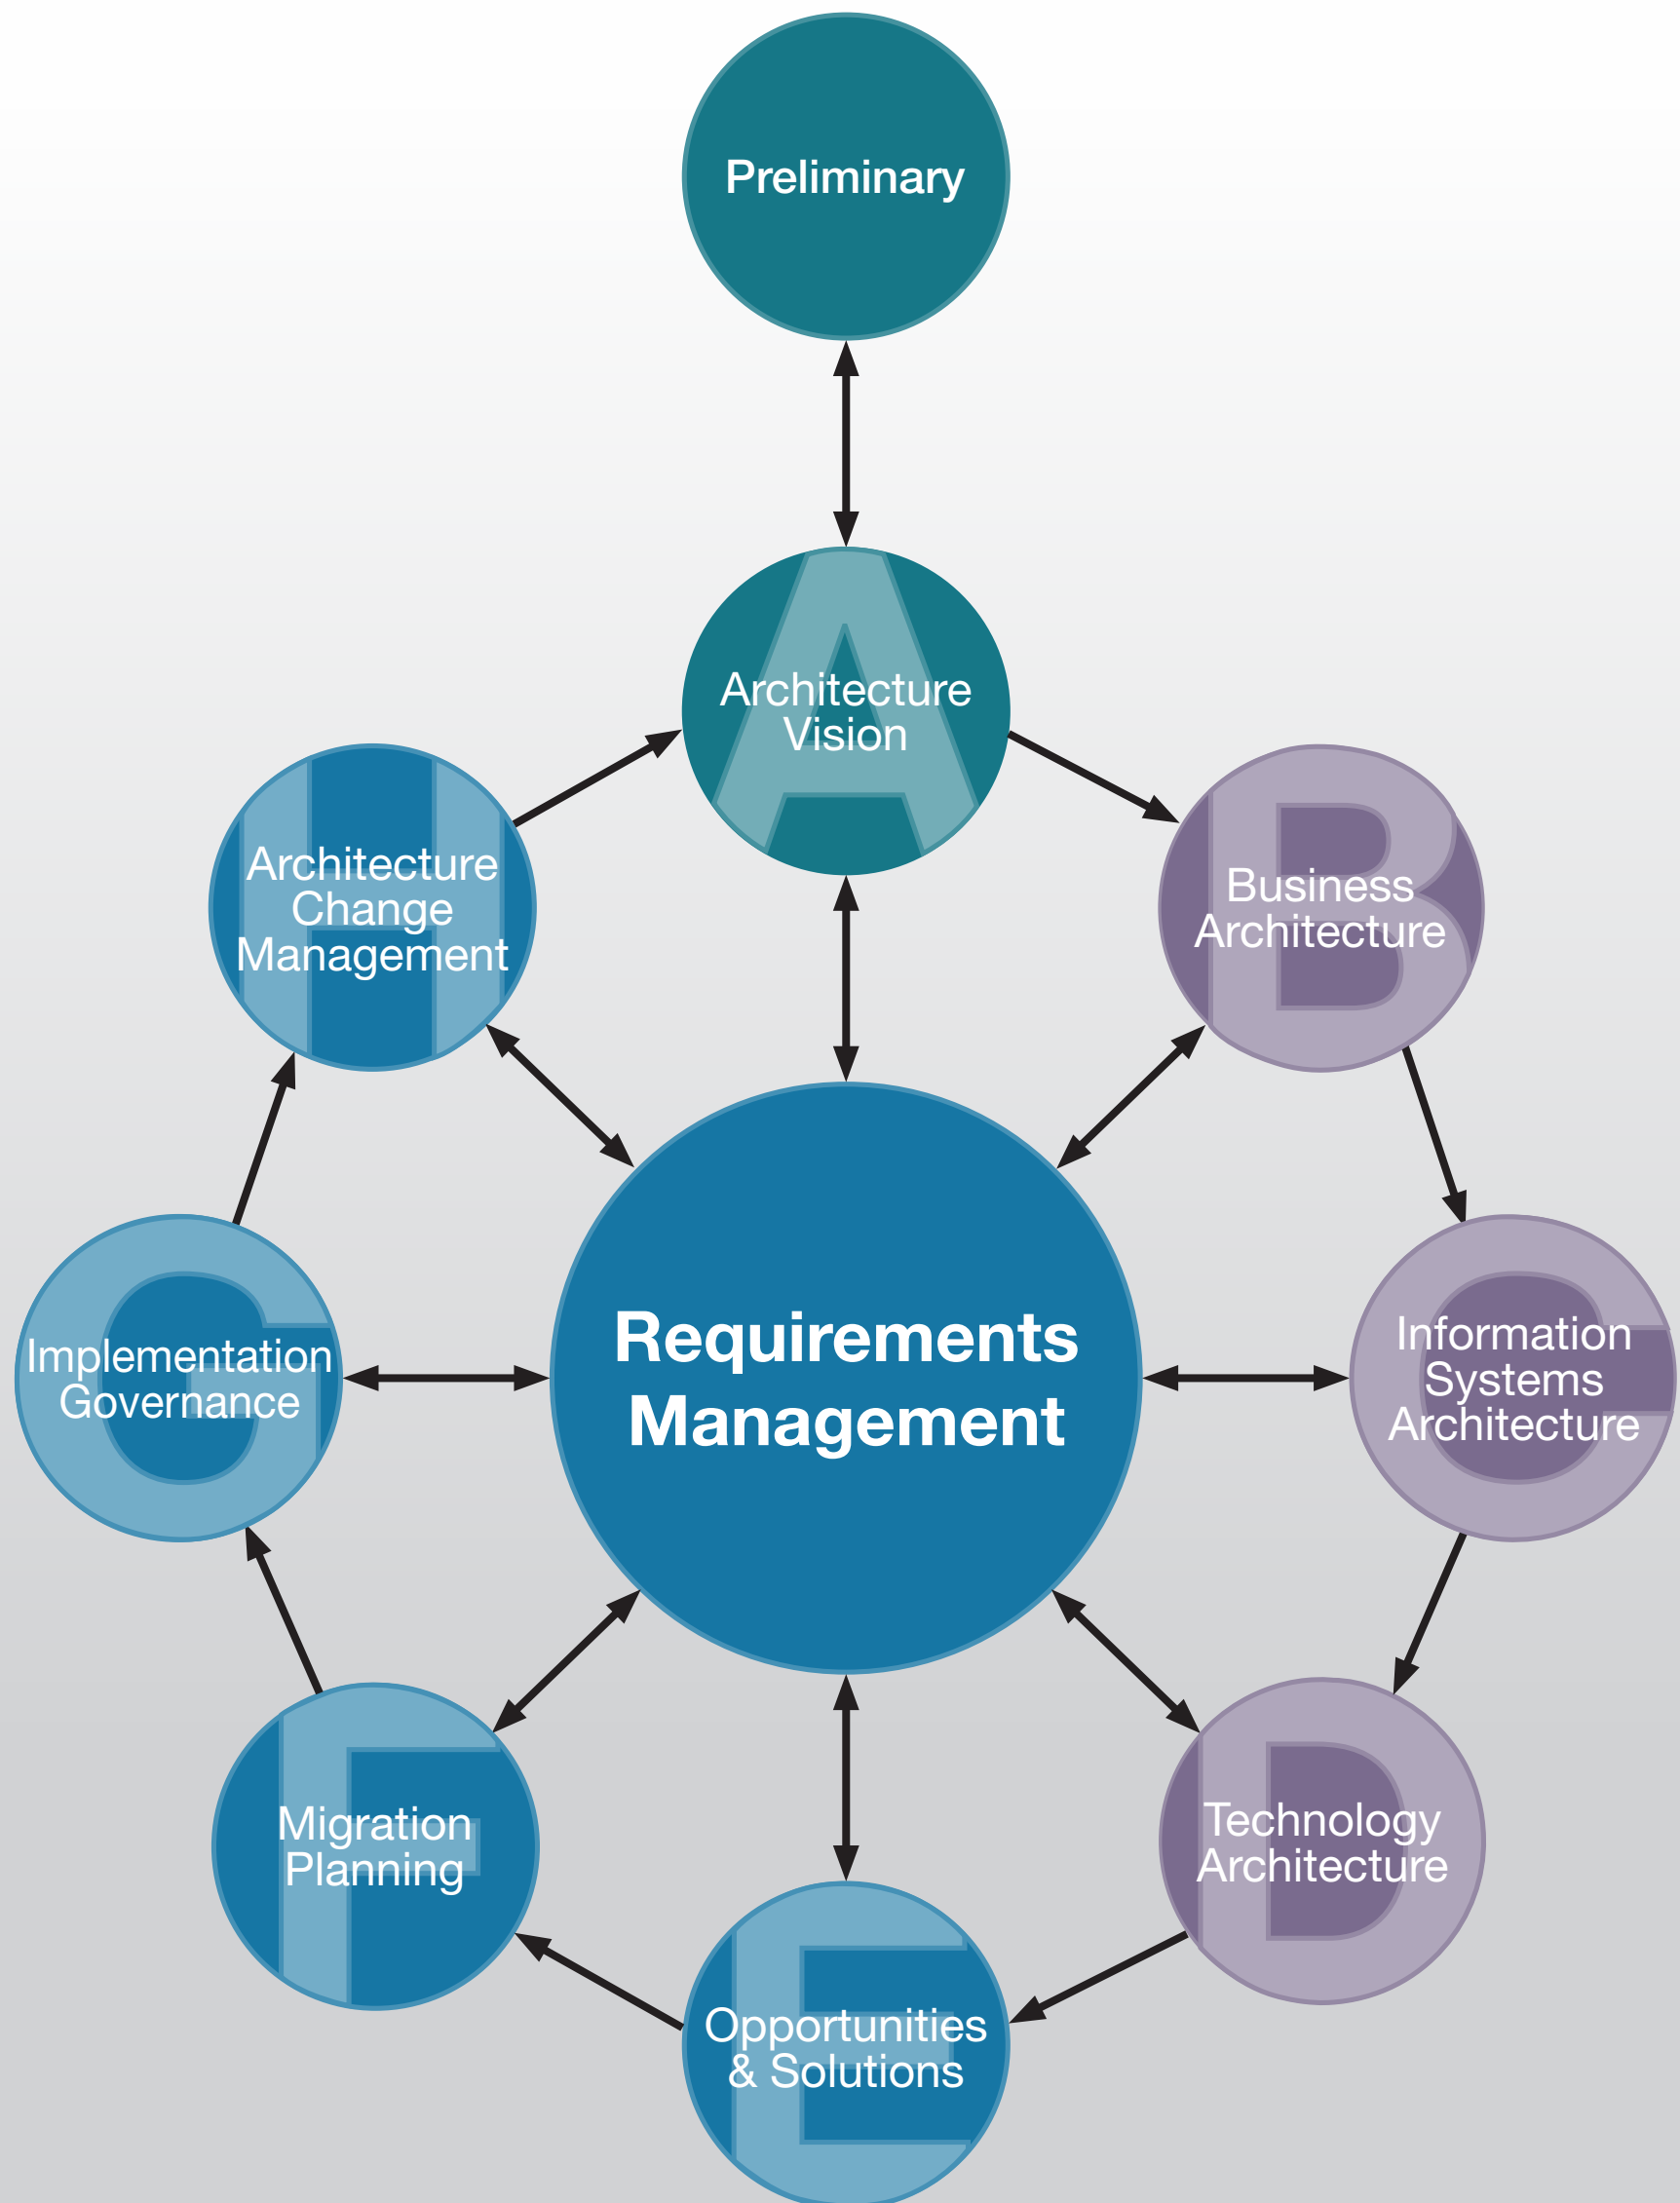 Preliminary
A
Architecture
Vision
H
Architecture
Change
Management
B
Business
Architecture
G
Implementation
Governance
Requirements
Management
C
Information
Systems
Architecture
F
Migration
Planning
D
Technology
Architecture
E
Opportunities
& Solutions